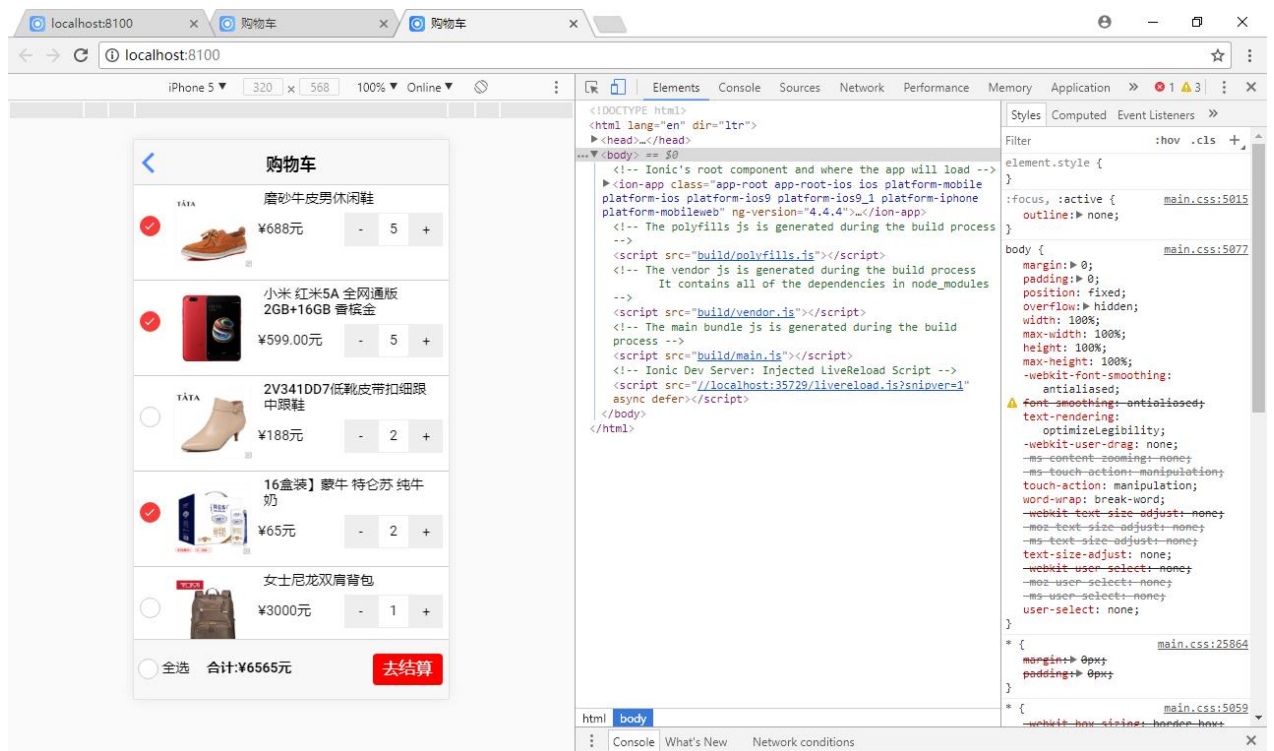 localhost:8100
购物车
购物车
localhost:8100
iPhone 5 ▼ 320 x 568 100% ▼ Online ▼
购物车
TATA
磨砂牛皮男休闲鞋
¥688元 - 5 +
小米 红米5A 全网通版
2GB+16GB 香槟金
¥599.00元 - 5 +
TATA
2V341DD7低靴皮带扣细跟
中跟鞋
¥188元 - 2 +
16盒装】蒙牛 特仑苏 纯牛
奶
¥65元 - 2 +
女士尼龙双肩背包
¥3000元 - 1 +
全选 合计:¥6565元 去结算
Elements Console Sources Network Performance Memory Application » 1 3
<!DOCTYPE html>
<html lang="en" dir="ltr">
▶<head>…</head>
…▼<body> == $0
<!-- Ionic's root component and where the app will load -->
▶<ion-app class="app-root app-root-ios ios platform-mobile
platform-ios platform-ios9 platform-ios9_1 platform-iphone
platform-mobileweb" ng-version="4.4.4">…</ion-app>
<!-- The polyfills js is generated during the build process
-->
<script src="build/polyfills.js"></script>
<!-- The vendor js is generated during the build process
It contains all of the dependencies in node_modules
-->
<script src="build/vendor.js"></script>
<!-- The main bundle js is generated during the build
process -->
<script src="build/main.js"></script>
<!-- Ionic Dev Server: Injected LiveReload Script -->
<script src="//localhost:35729/livereload.js?snipver=1"
async defer></script>
</body>
</html>
html body
Styles Computed Event Listeners »
Filter :hov .cls +
element.style {
}
:focus, :active { main.css:5015
outline:▶ none;
}
body { main.css:5077
margin:▶ 0;
padding:▶ 0;
position: fixed;
overflow:▶ hidden;
width: 100%;
max-width: 100%;
height: 100%;
max-height: 100%;
-webkit-font-smoothing:
antialiased;
font-smoothing: antialiased;
text-rendering:
optimizeLegibility;
-webkit-user-drag: none;
-ms-content-zooming: none;
-ms-touch-action: manipulation;
touch-action: manipulation;
word-wrap: break-word;
-webkit-text-size-adjust: none;
-moz-text-size-adjust: none;
-ms-text-size-adjust: none;
text-size-adjust: none;
-webkit-user-select: none;
-moz-user-select: none;
-ms-user-select: none;
user-select: none;
}
* { main.css:25864
margin:▶ 0px;
padding:▶ 0px;
}
* { main.css:5059
-webkit-box-sizing: border-box;
Console What's New Network conditions